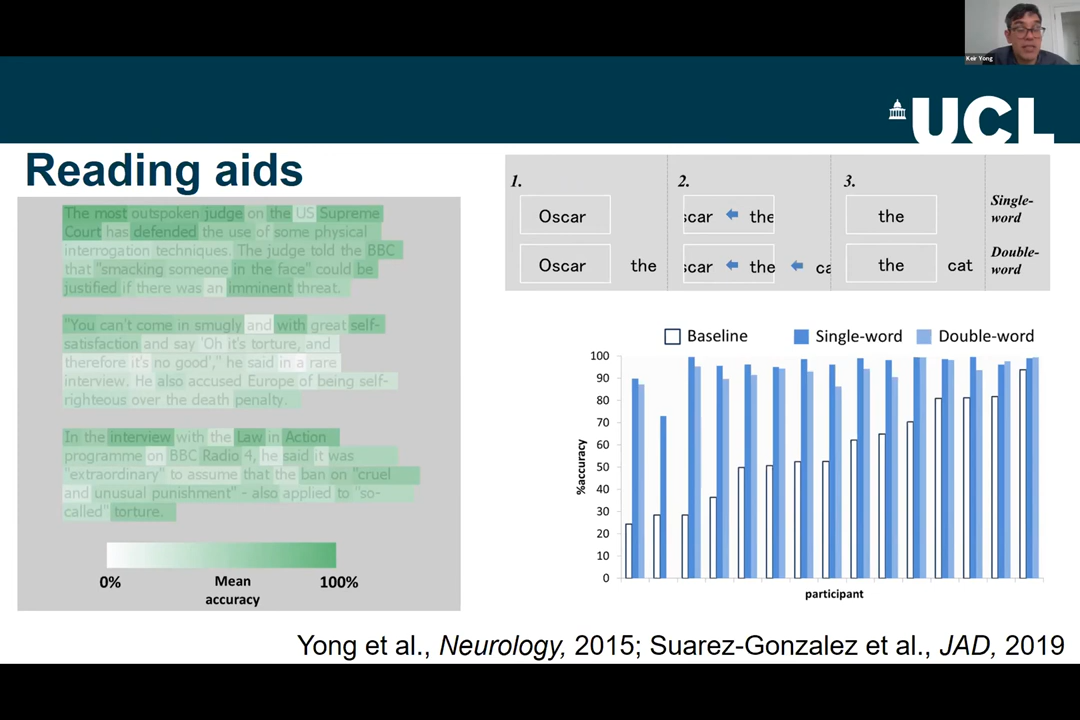 Keir Yong
UCL
Reading aids
The most outspoken judge on the US Supreme
Court has defended the use of some physical
interrogation techniques. The judge told the BBC
that "smacking someone in the face" could be
justified if there was an imminent threat.
"You can't come in smugly and with great self-
satisfaction and say 'Oh it's torture, and
therefore it's no good'," he said in a rare
interview. He also accused Europe of being self-
righteous over the death penalty.
In the interview with the Law in Action
programme on BBC Radio 4, he said it was
"extraordinary" to assume that the ban on "cruel
and unusual punishment" - also applied to "so-
called" torture.
0% Mean 100%
accuracy
1. 2. 3.
Oscar scar the the Single-
word
Oscar the scar the ca the cat Double-
word
Baseline Single-word Double-word
100
90
80
70
60
50
40
30
20
10
0
%accuracy
participant
Yong et al., Neurology, 2015; Suarez-Gonzalez et al., JAD, 2019